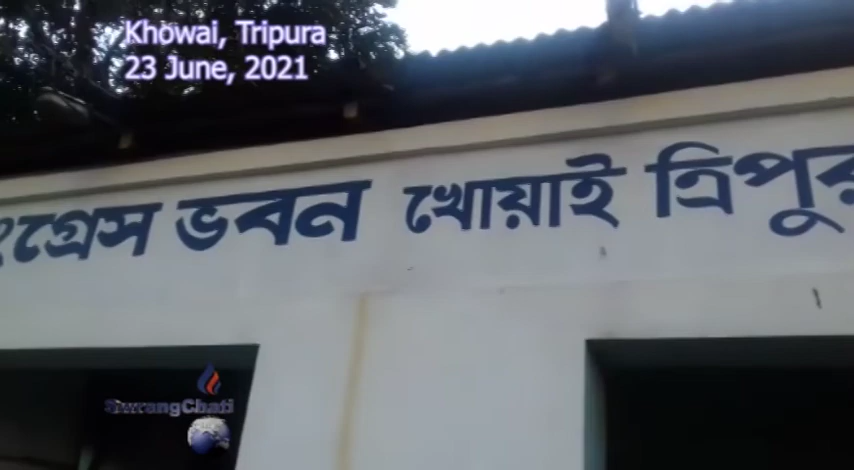 Khowai, Tripura
23 June, 2021
ংগ্রেস ভবন খোয়াই ত্রিপুর
SwrangChati